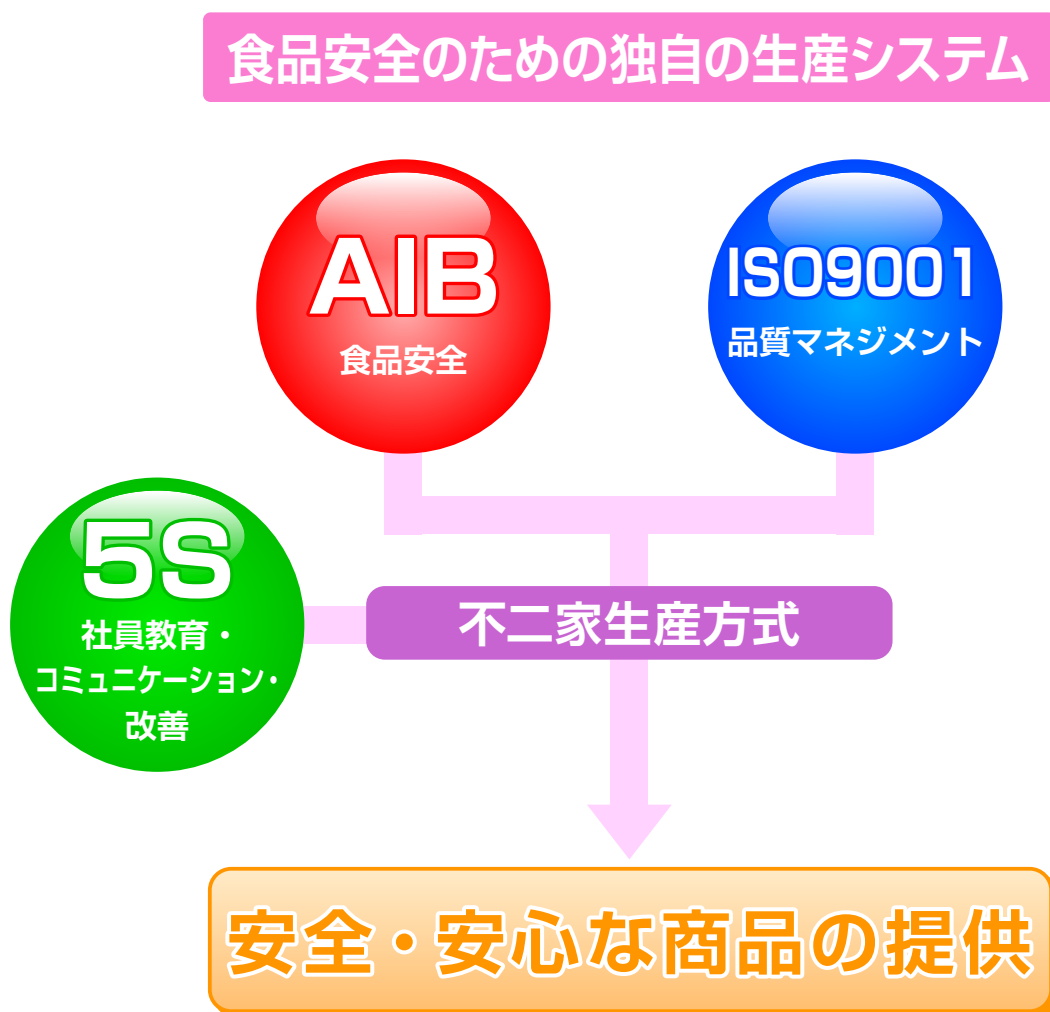 食品安全のための独自の生産システム
AIB
食品安全
ISO9001
品質マネジメント
5S
社員教育・
コミュニケーション・
改善
不二家生産方式
安全・安心な商品の提供